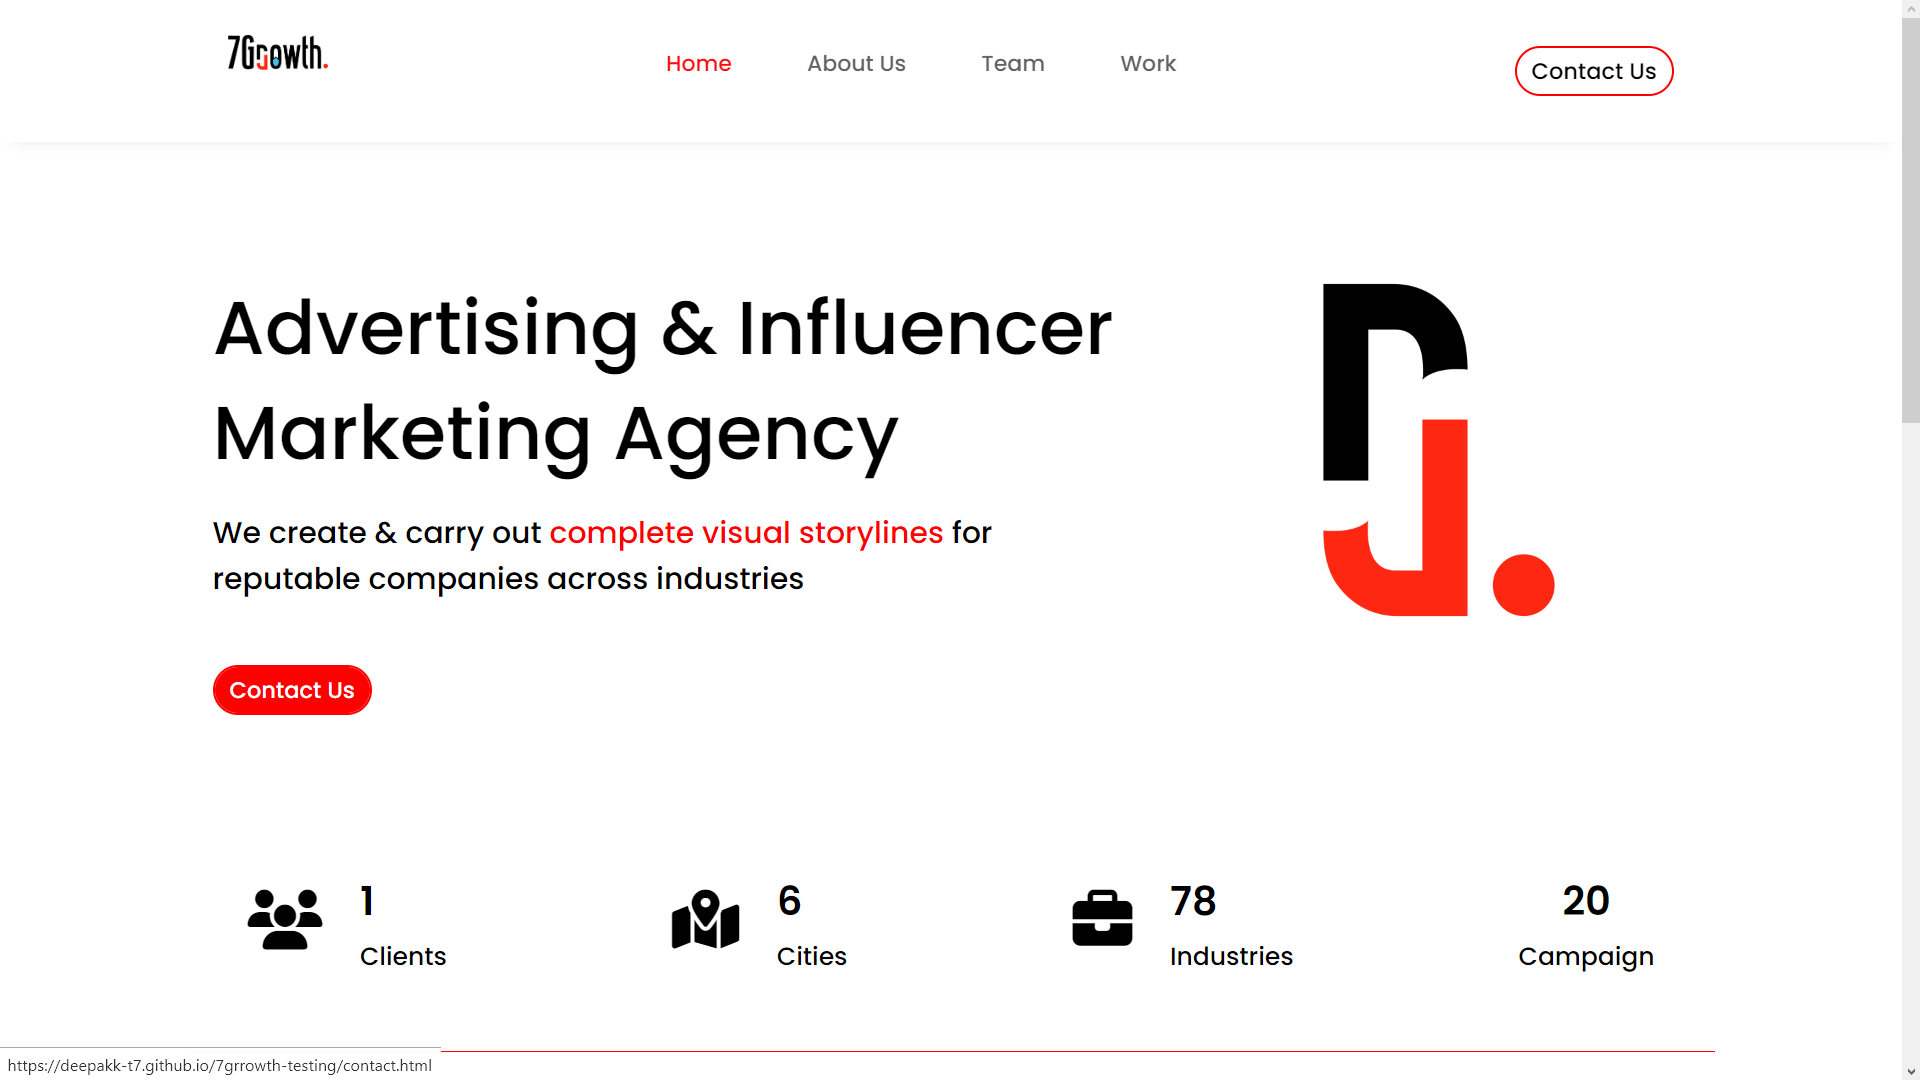 7Growth.
Home About Us Team Work
Contact Us
Advertising & Influencer
Marketing Agency
We create & carry out complete visual storylines for
reputable companies across industries
Contact Us
1
Clients
6
Cities
78
Industries
20
Campaign
https://deepakk-t7.github.io/7grrowth-testing/contact.html